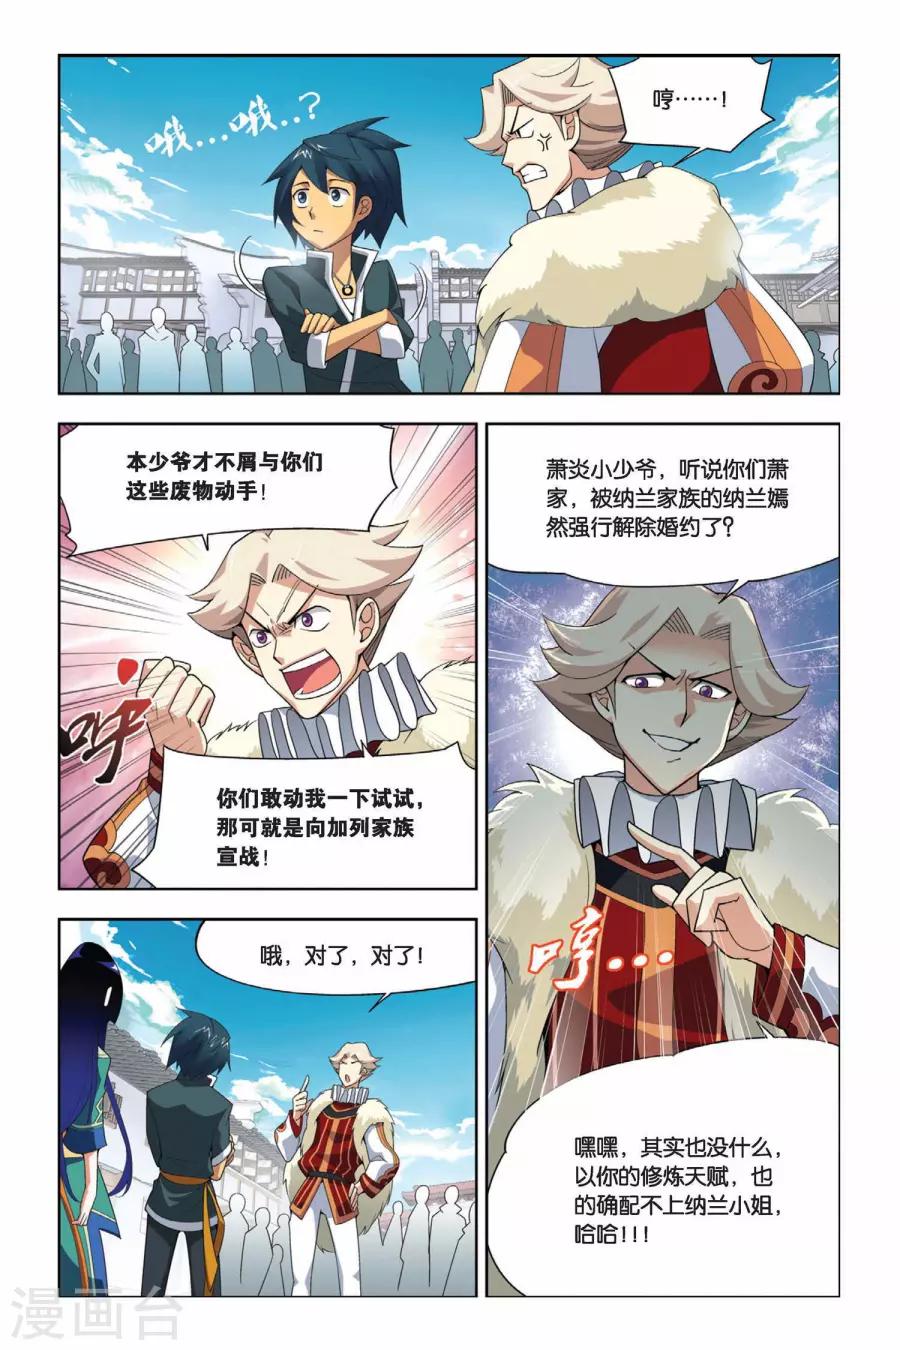 哦...哦..?
哼……！
本少爷才不屑与你们
这些废物动手！
呼
你们敢动我一下试试，
那可就是向加列家族
宣战！
哦，对了，对了！
萧炎小少爷，听说你们萧
家，被纳兰家族的纳兰嫣
然强行解除婚约了？
哼...
嘿嘿，其实也没什么，
以你的修炼天赋，也
的确配不上纳兰小姐，
哈哈！！！
漫画台